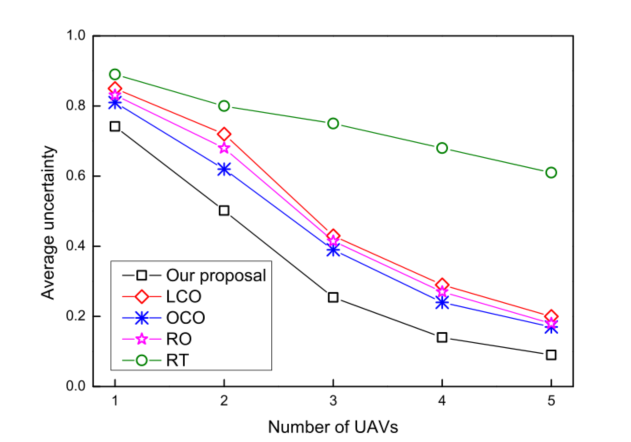 1.0
0.8
0.6
0.4
0.2
0.0
Average uncertainty
Our proposal
LCO
OCO
RO
RT
1 2 3 4 5
Number of UAVs